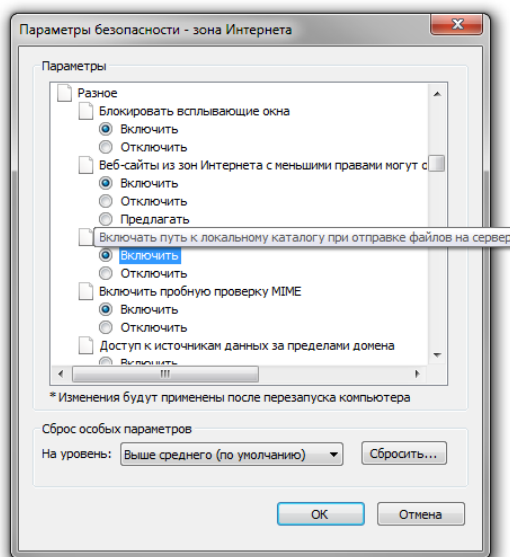 Параметры безопасности - зона Интернета
Параметры
Разное
Блокировать всплывающие окна
Включить
Отключить
Веб-сайты из зон Интернета с меньшими правами могут о
Включить
Отключить
Предлагать
Включать путь к локальному каталогу при отправке файлов на сервер
Включить
Отключить
Включить пробную проверку MIME
Включить
Отключить
Доступ к источникам данных за пределами домена
Включить
* Изменения будут применены после перезапуска компьютера
Сброс особых параметров
На уровень: Выше среднего (по умолчанию) Сбросить...
OK Отмена